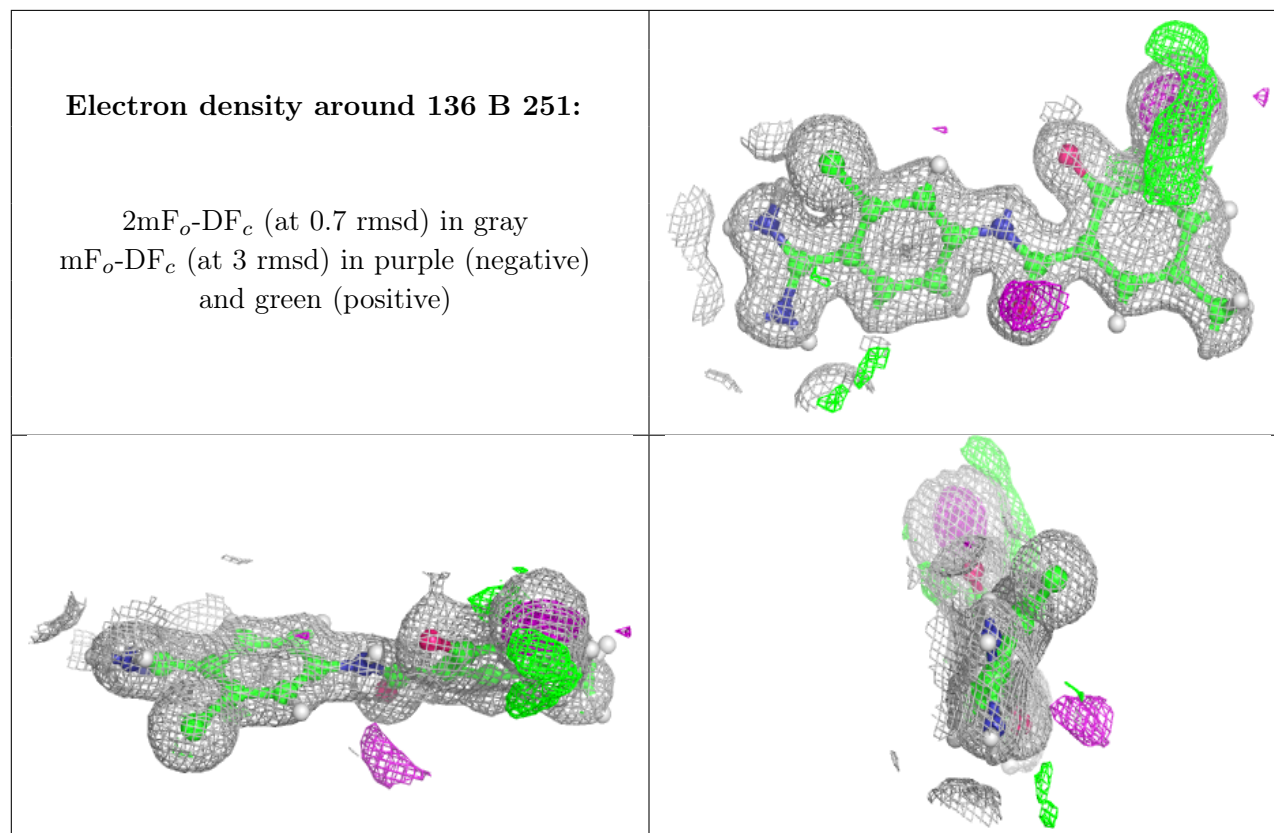 Electron density around 136 B 251:
2mFo-DFc (at 0.7 rmsd) in gray
mFo-DFc (at 3 rmsd) in purple (negative)
and green (positive)